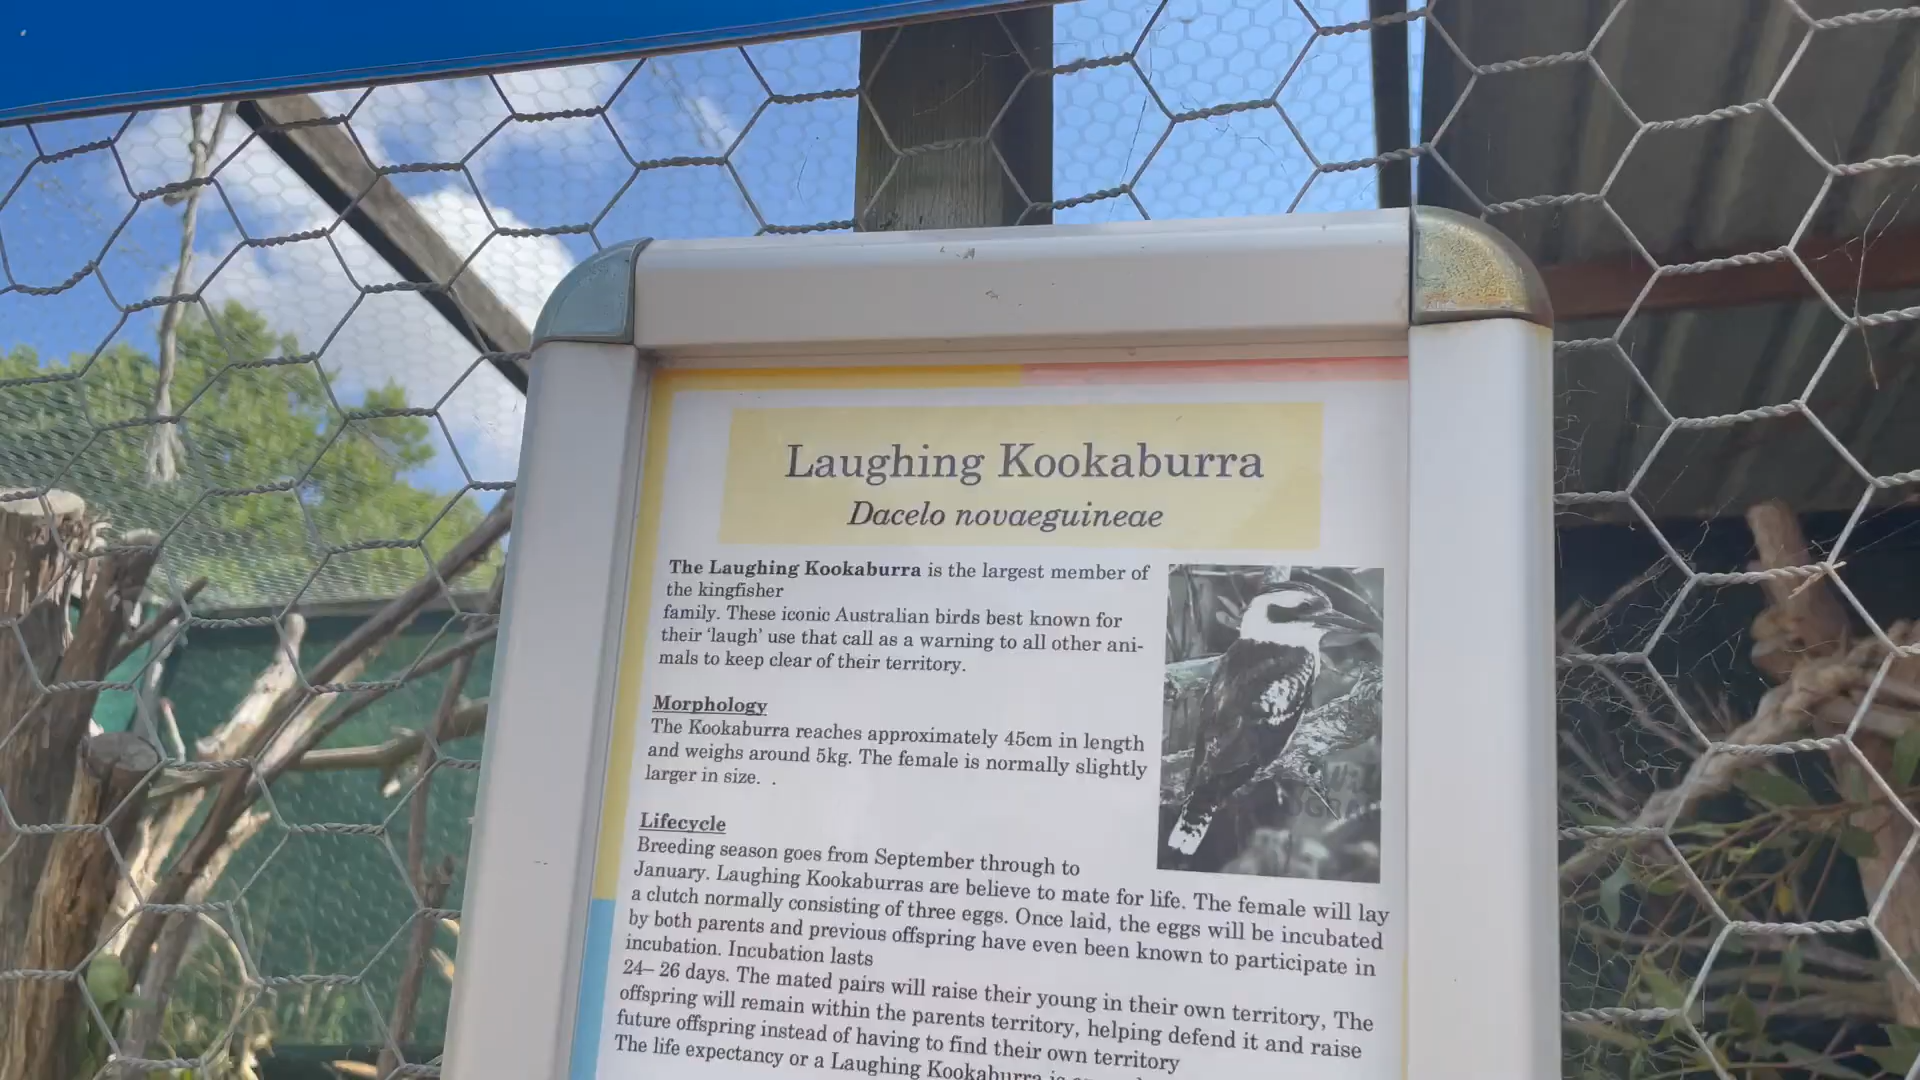 Laughing Kookaburra
Dacelo novaeguineae
The Laughing Kookaburra is the largest member of
the kingfisher
family. These iconic Australian birds best known for
their 'laugh' use that call as a warning to all other ani-
mals to keep clear of their territory.
Morphology
The Kookaburra reaches approximately 45cm in length
and weighs around 5kg. The female is normally slightly
larger in size. .
Lifecycle
Breeding season goes from September through to
January. Laughing Kookaburras are believe to mate for life. The female will lay
a clutch normally consisting of three eggs. Once laid, the eggs will be incubated
by both parents and previous offspring have even been known to participate in
incubation. Incubation lasts
24– 26 days. The mated pairs will raise their young in their own territory, The
offspring will remain within the parents territory, helping defend it and raise
future offspring instead of having to find their own territory
The life expectancy or a Laughing Kookaburra is